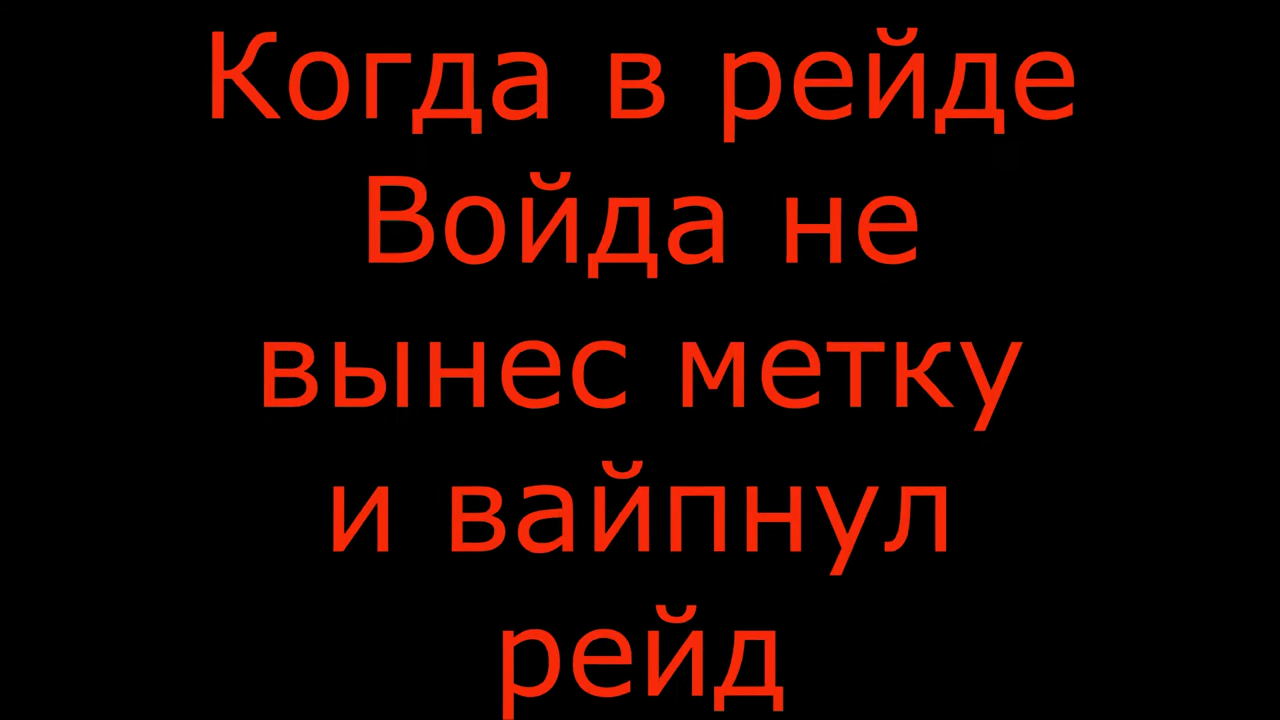 Когда в рейде
Войда не
вынес метку
и вайпнул
рейд